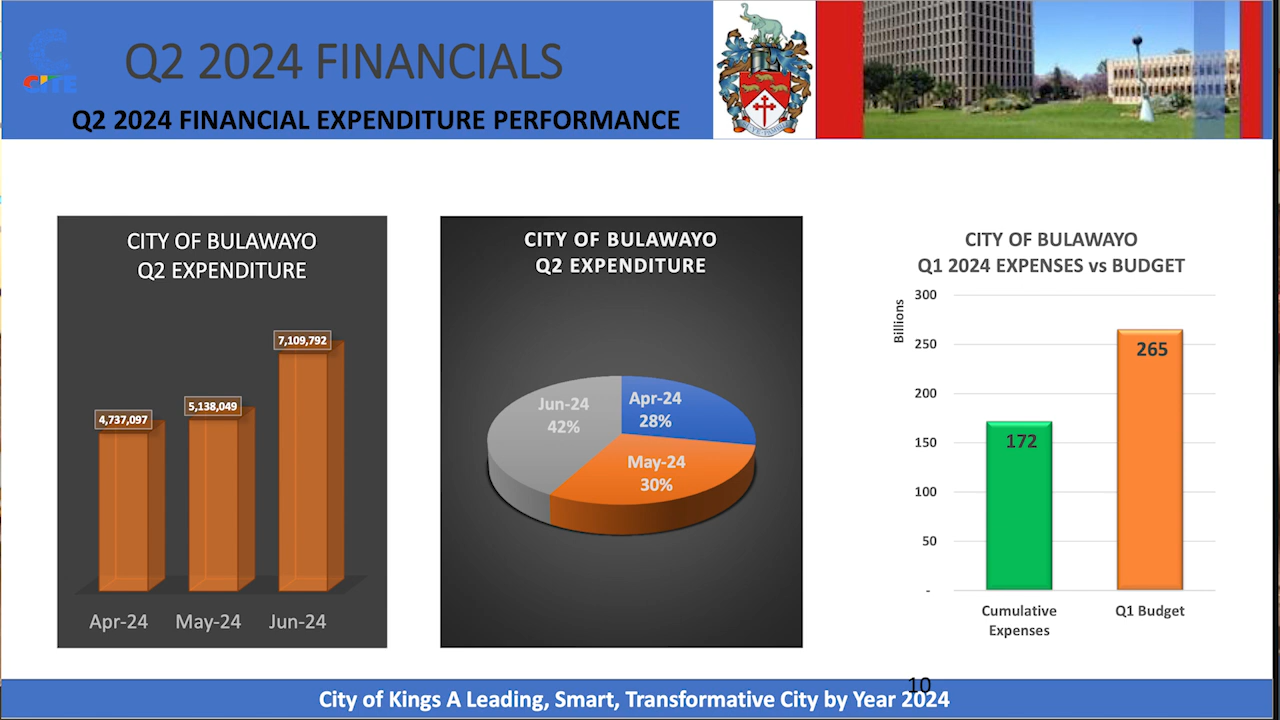 CITE
Q2 2024 FINANCIALS
Q2 2024 FINANCIAL EXPENDITURE PERFORMANCE
CITY OF BULAWAYO
Q2 EXPENDITURE
7,109,792
5,138,049
4,737,097
Apr-24
May-24
Jun-24
CITY OF BULAWAYO
Q2 EXPENDITURE
Jun-24
42%
Apr-24
28%
May-24
30%
CITY OF BULAWAYO
Q1 2024 EXPENSES vs BUDGET
Billions
300
250
200
150
100
50
-
172
265
Cumulative
Expenses
Q1 Budget
10
City of Kings A Leading, Smart, Transformative City by Year 2024